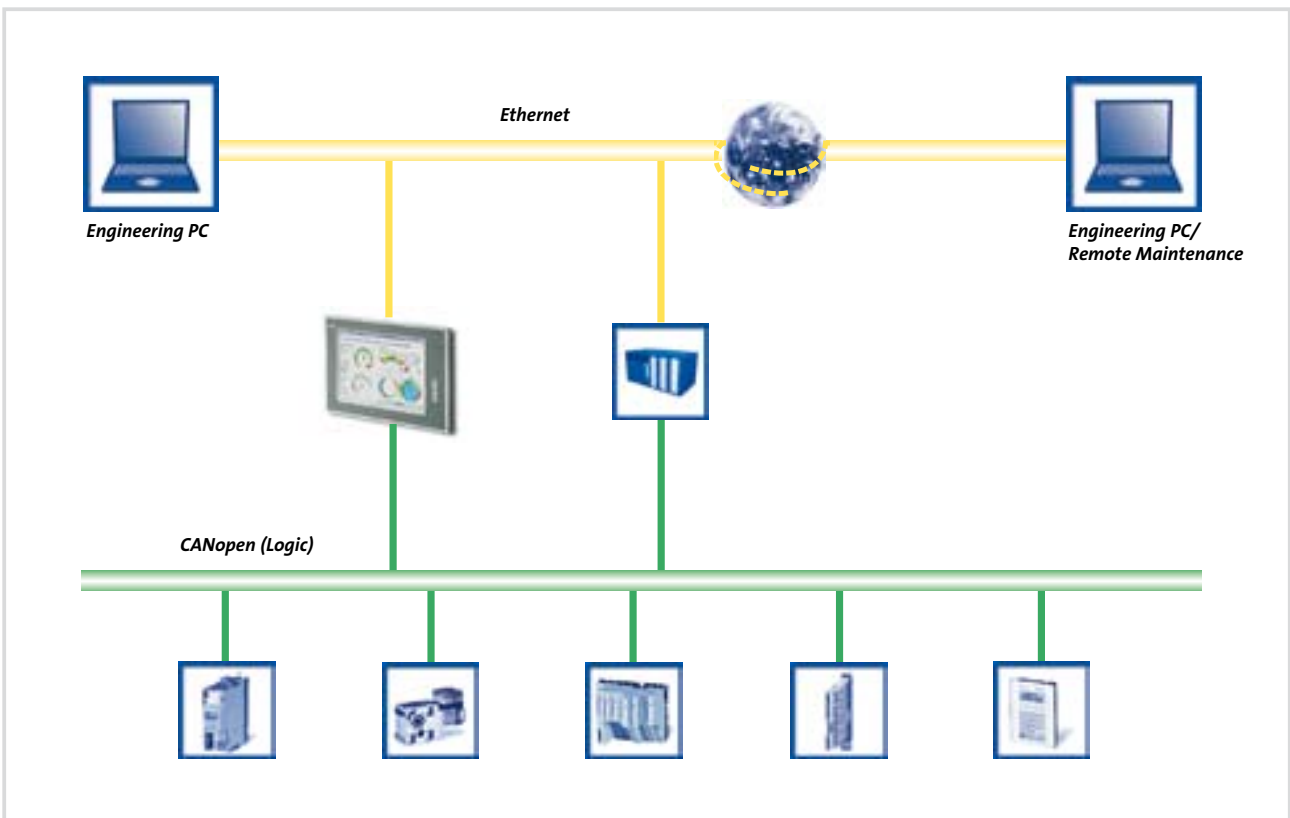 Ethernet
Engineering PC
Engineering PC/
Remote Maintenance
CANopen (Logic)